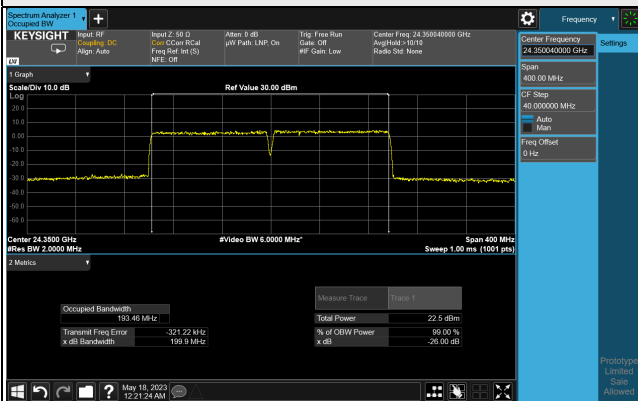 Spectrum Analyzer 1
Occupied BW
+
Frequency
KEYSIGHT
Input: RF
Coupling: DC
Align: Auto
Input Z: 50 Ω
Corr CCorr RCal
Freq Ref: Int (S)
NFE: Off
Atten: 0 dB
µW Path: LNP, On
Trig: Free Run
Gate: Off
#IF Gain: Low
Center Freq: 24.350040000 GHz
Avg|Hold:>10/10
Radio Std: None
Center Frequency
24.350040000 GHz
Settings
Span
400.00 MHz
CF Step
40.000000 MHz
Auto
Man
Freq Offset
0 Hz
1 Graph
Scale/Div 10.0 dB
Ref Value 30.00 dBm
Log
20.0
10.0
0.00
-10.0
-20.0
-30.0
-40.0
-50.0
-60.0
Center 24.3500 GHz
#Video BW 6.0000 MHz*
Span 400 MHz
#Res BW 2.0000 MHz
Sweep 1.00 ms (1001 pts)
2 Metrics
Measure Trace
Trace 1
Occupied Bandwidth
193.46 MHz
Total Power
22.5 dBm
Transmit Freq Error
-321.22 kHz
% of OBW Power
99.00 %
x dB Bandwidth
199.9 MHz
x dB
-26.00 dB
Prototype
Limited
Sale
Allowed
?
May 18, 2023
12:21:24 AM